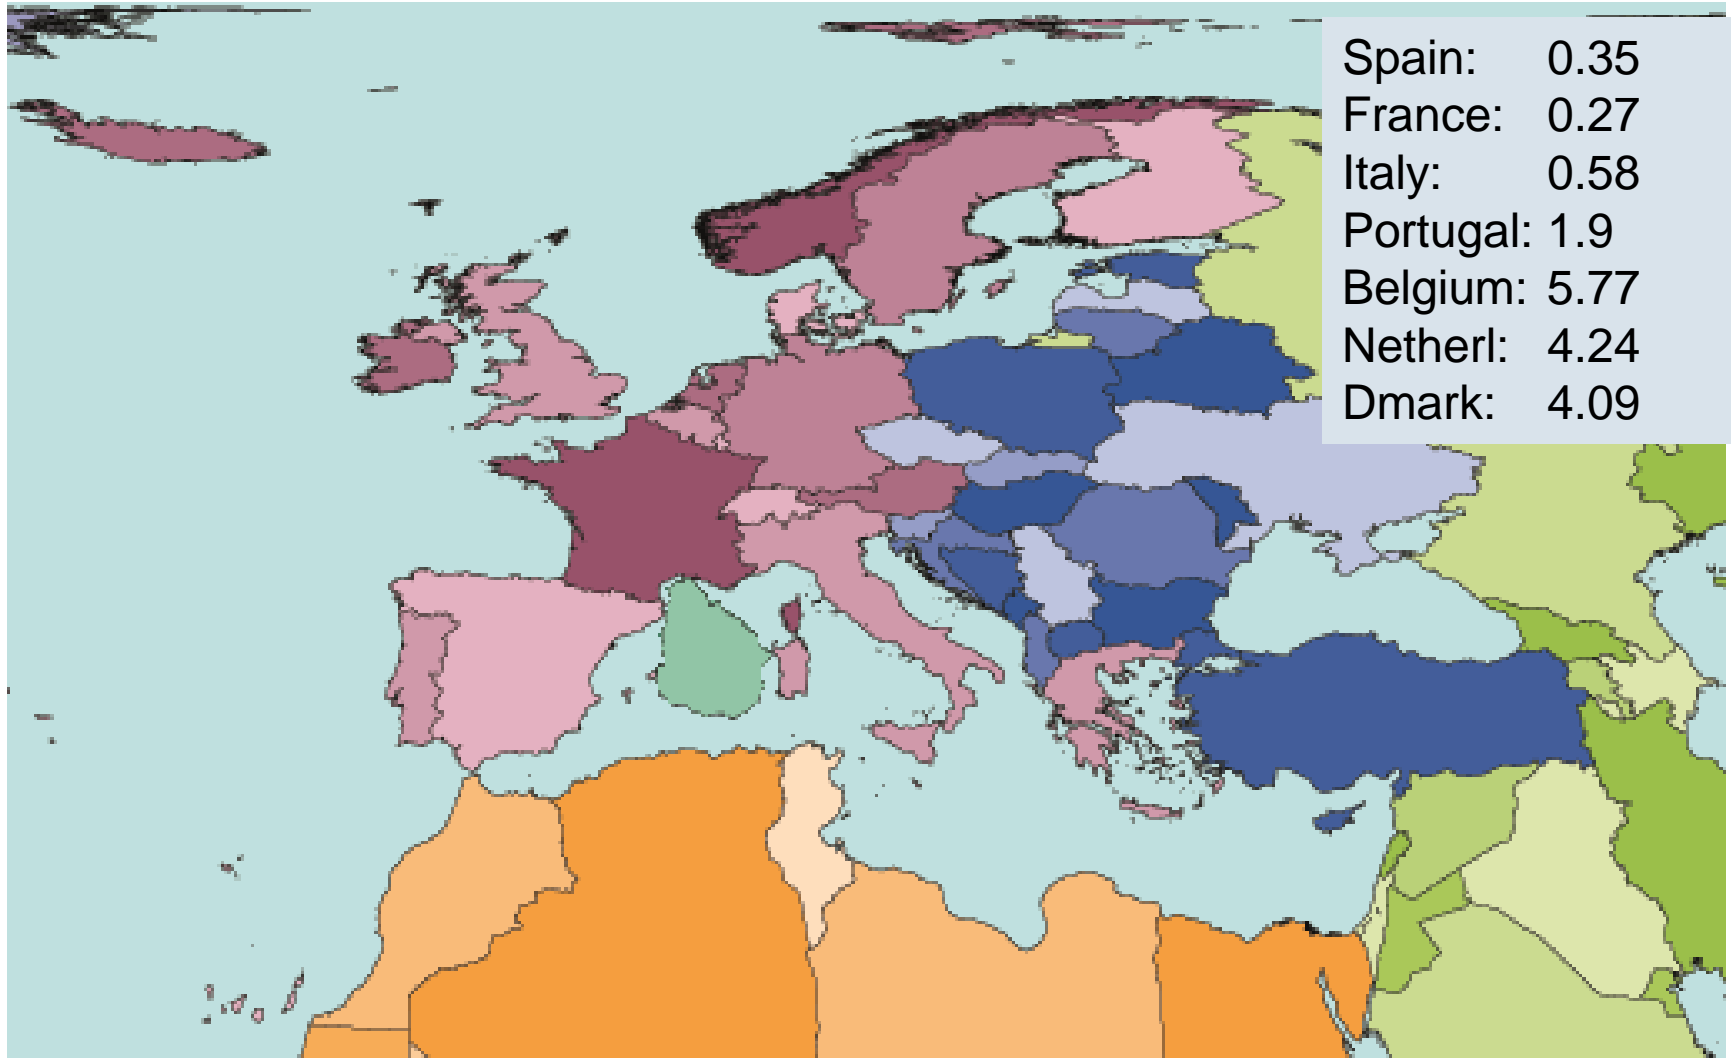 Spain: 0.35
France: 0.27
Italy: 0.58
Portugal: 1.9
Belgium: 5.77
Netherl: 4.24
Dmark: 4.09